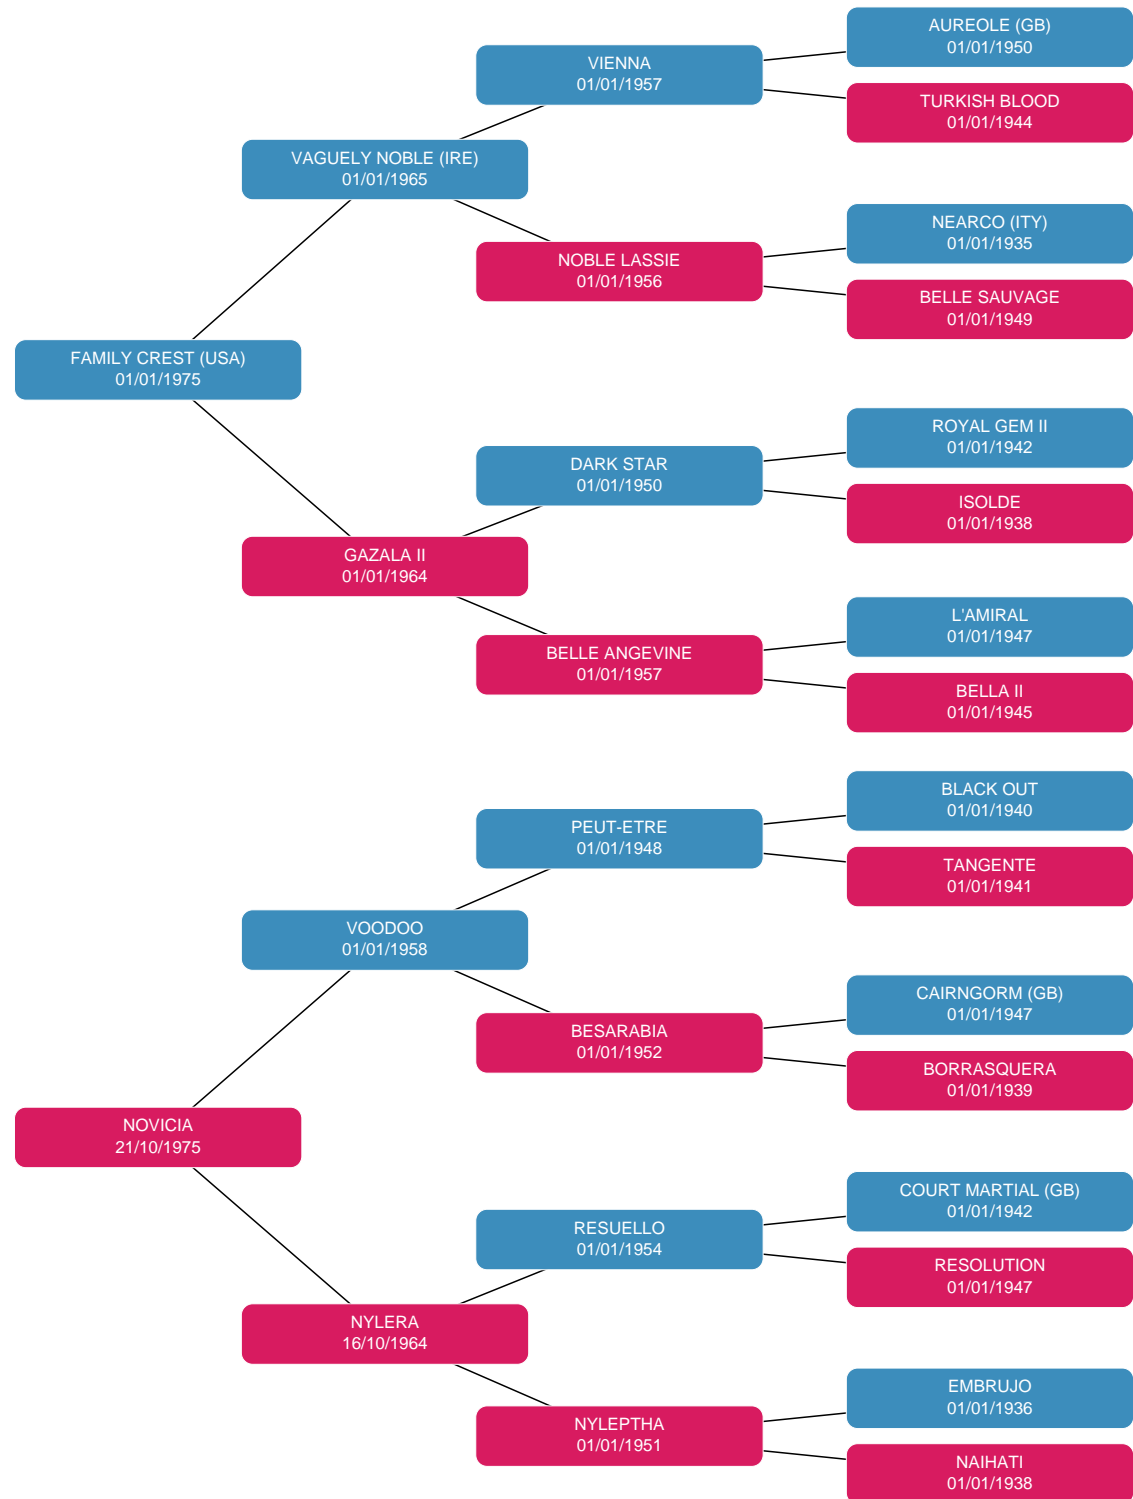 AUREOLE (GB)
01/01/1950
VIENNA
01/01/1957
TURKISH BLOOD
01/01/1944
VAGUELY NOBLE (IRE)
01/01/1965
NEARCO (ITY)
01/01/1935
NOBLE LASSIE
01/01/1956
BELLE SAUVAGE
01/01/1949
FAMILY CREST (USA)
01/01/1975
ROYAL GEM II
01/01/1942
DARK STAR
01/01/1950
ISOLDE
01/01/1938
GAZALA II
01/01/1964
L'AMIRAL
01/01/1947
BELLE ANGEVINE
01/01/1957
BELLA II
01/01/1945
BLACK OUT
01/01/1940
PEUT-ETRE
01/01/1948
TANGENTE
01/01/1941
VOODOO
01/01/1958
CAIRNGORM (GB)
01/01/1947
BESARABIA
01/01/1952
BORRASQUERA
01/01/1939
NOVICIA
21/10/1975
COURT MARTIAL (GB)
01/01/1942
RESUELLO
01/01/1954
RESOLUTION
01/01/1947
NYLERA
16/10/1964
EMBRUJO
01/01/1936
NYLEPTHA
01/01/1951
NAIHATI
01/01/1938